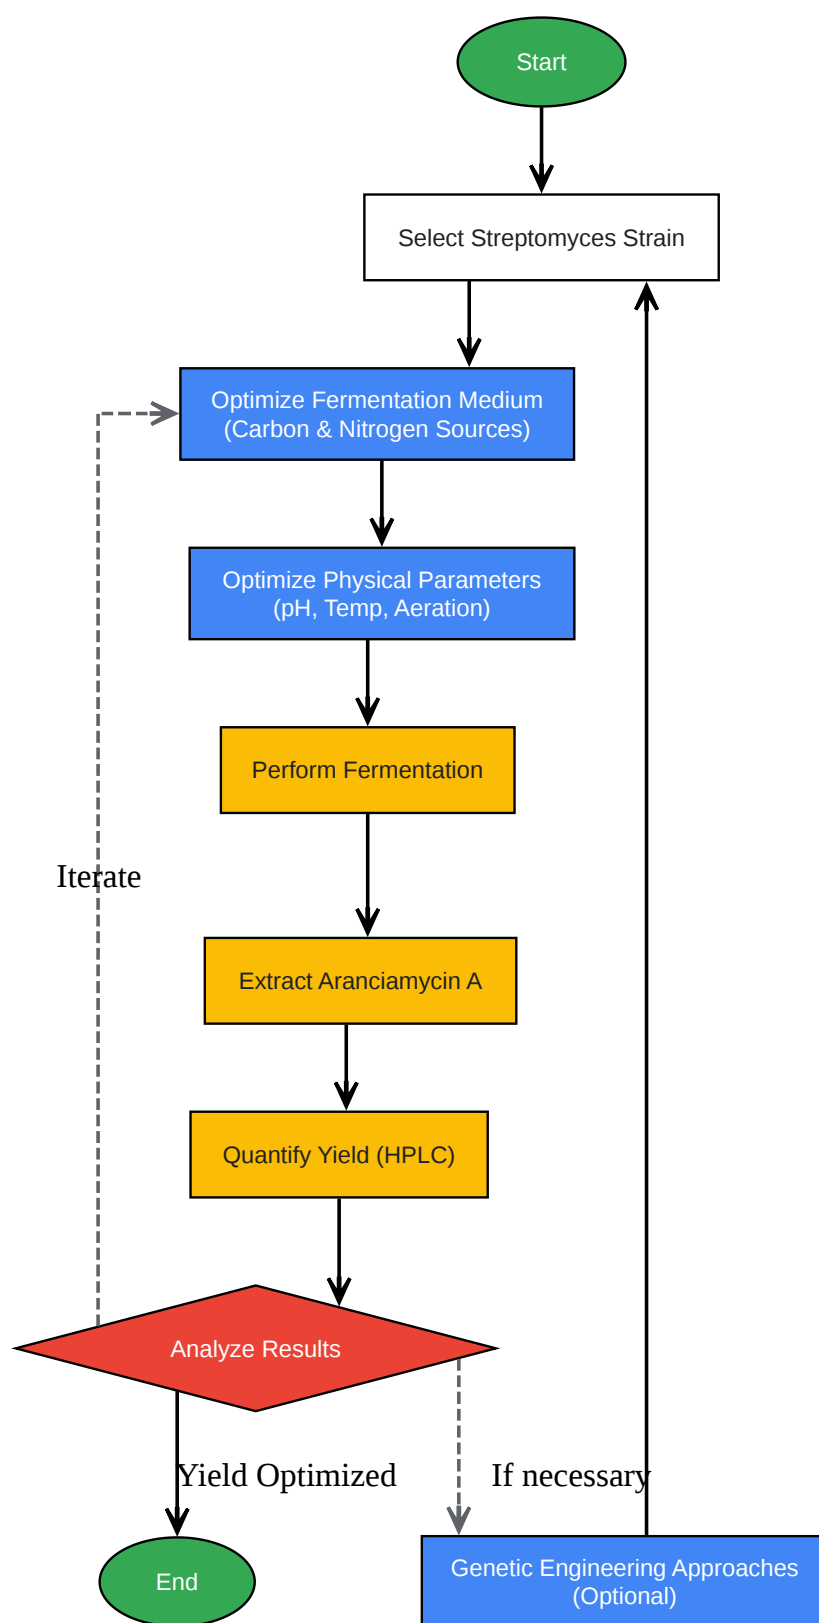 Start
Select Streptomyces Strain
Optimize Fermentation Medium
(Carbon & Nitrogen Sources)
Optimize Physical Parameters
(pH, Temp, Aeration)
Perform Fermentation
Iterate
Extract Aranciamycin A
Quantify Yield (HPLC)
Analyze Results
Yield Optimized
If necessary
End
Genetic Engineering Approaches
(Optional)